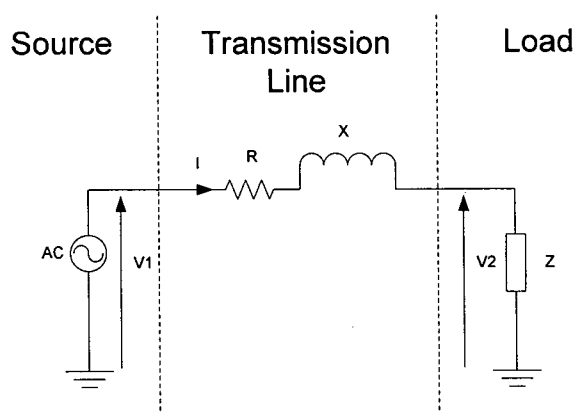 Source
Transmission
Line
Load
X
I
R
AC
V1
V2
Z